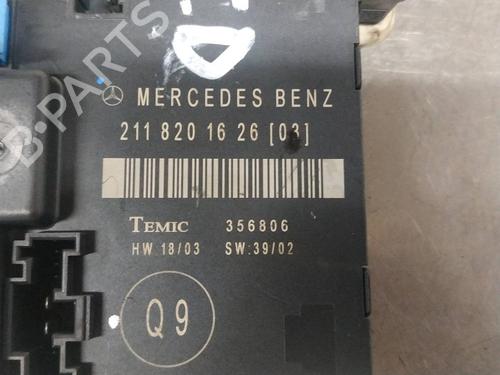 B-PARTS
D
MERCEDES BENZ
211 820 16 26 [03]
TEMIC 356806
HW 18/03 SW:39/02
Q9